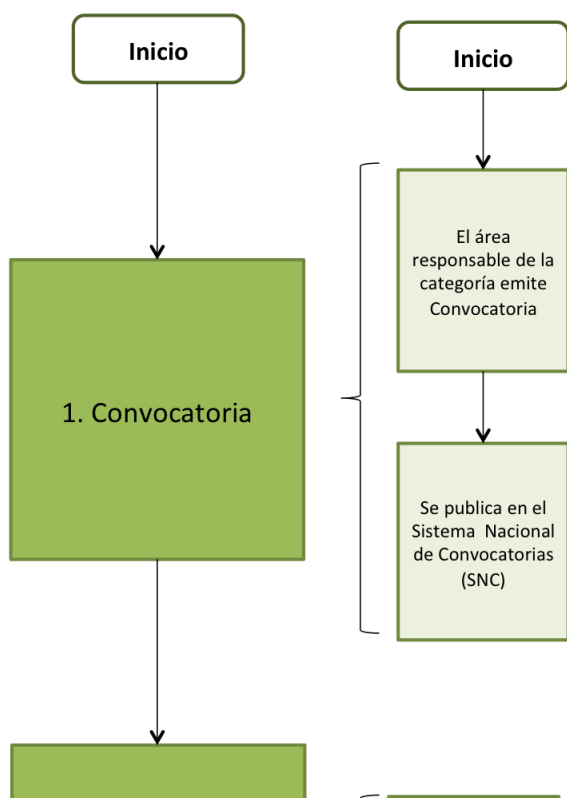 Inicio
1. Convocatoria
Inicio
El área
responsable de la
categoría emite
Convocatoria
Se publica en el
Sistema Nacional
de Convocatorias
(SNC)